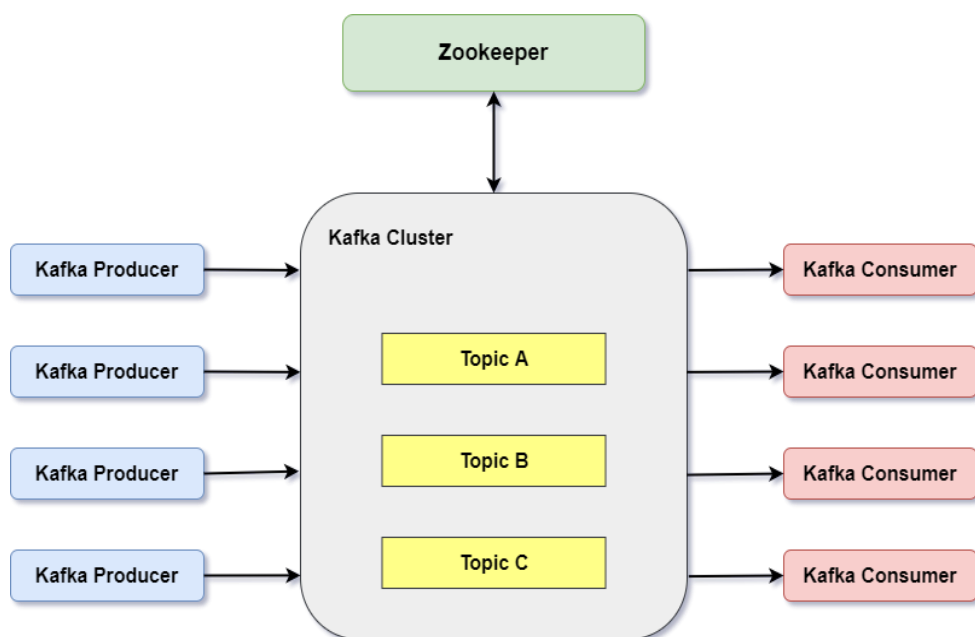 Zookeeper
Kafka Cluster
Kafka Producer
Kafka Consumer
Topic A
Kafka Producer
Kafka Consumer
Topic B
Kafka Producer
Kafka Consumer
Topic C
Kafka Producer
Kafka Consumer